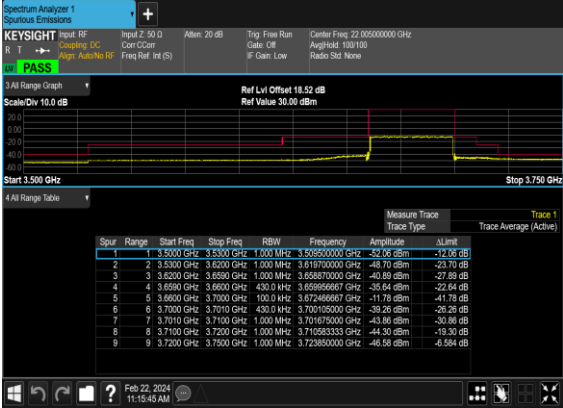 Spectrum Analyzer 1
Spurious Emissions
+
KEYSIGHT Input: RF Input Z: 50 Ω Atten: 20 dB Trig: Free Run Center Freq: 22.005000000 GHz
R T Coupling: DC Corr CCorr Gate: Off Avg|Hold: 100/100
Align: Auto/No RF Freq Ref: Int (S) IF Gain: Low Radio Std: None
PASS
3 All Range Graph
Ref Lvl Offset 18.52 dB
Scale/Div 10.0 dB Ref Value 30.00 dBm
20.0
0.00
-20.0
-40.0
-60.0
Start 3.500 GHz Stop 3.750 GHz
4 All Range Table
Measure Trace Trace 1
Trace Type Trace Average (Active)
Spur Range Start Freq Stop Freq RBW Frequency Amplitude ΔLimit
1 1 3.5000 GHz 3.5300 GHz 1.000 MHz 3.509500000 GHz -52.06 dBm -12.06 dB
2 2 3.5300 GHz 3.6200 GHz 1.000 MHz 3.619700000 GHz -48.70 dBm -23.70 dB
3 3 3.6200 GHz 3.6590 GHz 1.000 MHz 3.658870000 GHz -40.89 dBm -27.89 dB
4 4 3.6590 GHz 3.6600 GHz 430.0 kHz 3.659956667 GHz -35.64 dBm -22.64 dB
5 5 3.6600 GHz 3.7000 GHz 100.0 kHz 3.672466667 GHz -11.78 dBm -41.78 dB
6 6 3.7000 GHz 3.7010 GHz 430.0 kHz 3.700105000 GHz -39.26 dBm -26.26 dB
7 7 3.7010 GHz 3.7100 GHz 1.000 MHz 3.701675000 GHz -43.86 dBm -30.86 dB
8 8 3.7100 GHz 3.7200 GHz 1.000 MHz 3.710583333 GHz -44.30 dBm -19.30 dB
9 9 3.7200 GHz 3.7500 GHz 1.000 MHz 3.723850000 GHz -46.58 dBm -6.584 dB
? Feb 22, 2024
11:15:45 AM